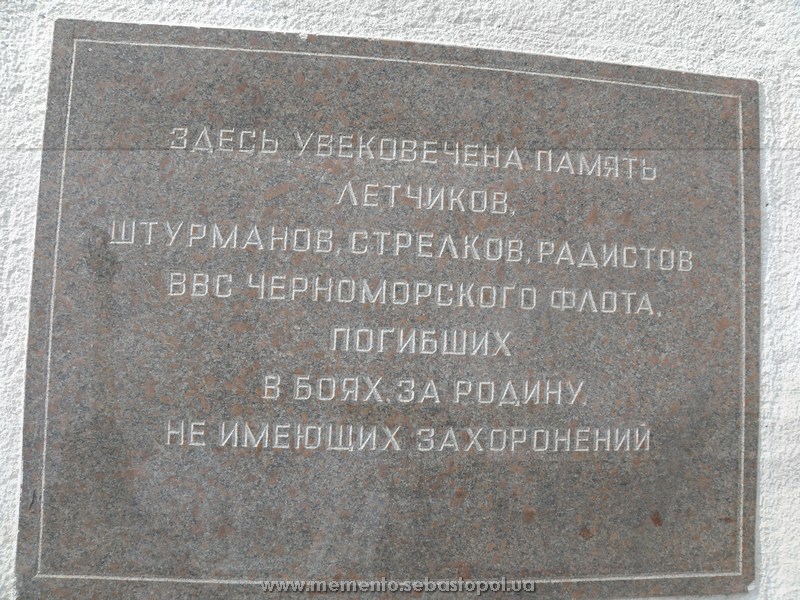 ЗДЕСЬ УВЕКОВЕЧЕНА ПАМЯТЬ
ЛЕТЧИКОВ,
ШТУРМАНОВ, СТРЕЛКОВ, РАДИСТОВ
ВВС ЧЕРНОМОРСКОГО ФЛОТА,
ПОГИБШИХ
В БОЯХ, ЗА РОДИНУ,
НЕ ИМЕЮЩИХ ЗАХОРОНЕНИЙ
www.memento.sebastopol.ua